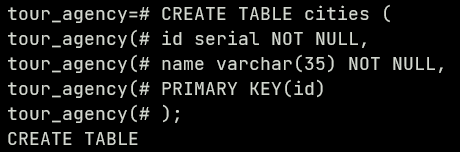 tour_agency=# CREATE TABLE cities (
tour_agency(# id serial NOT NULL,
tour_agency(# name varchar(35) NOT NULL,
tour_agency(# PRIMARY KEY(id)
tour_agency(# );
CREATE TABLE